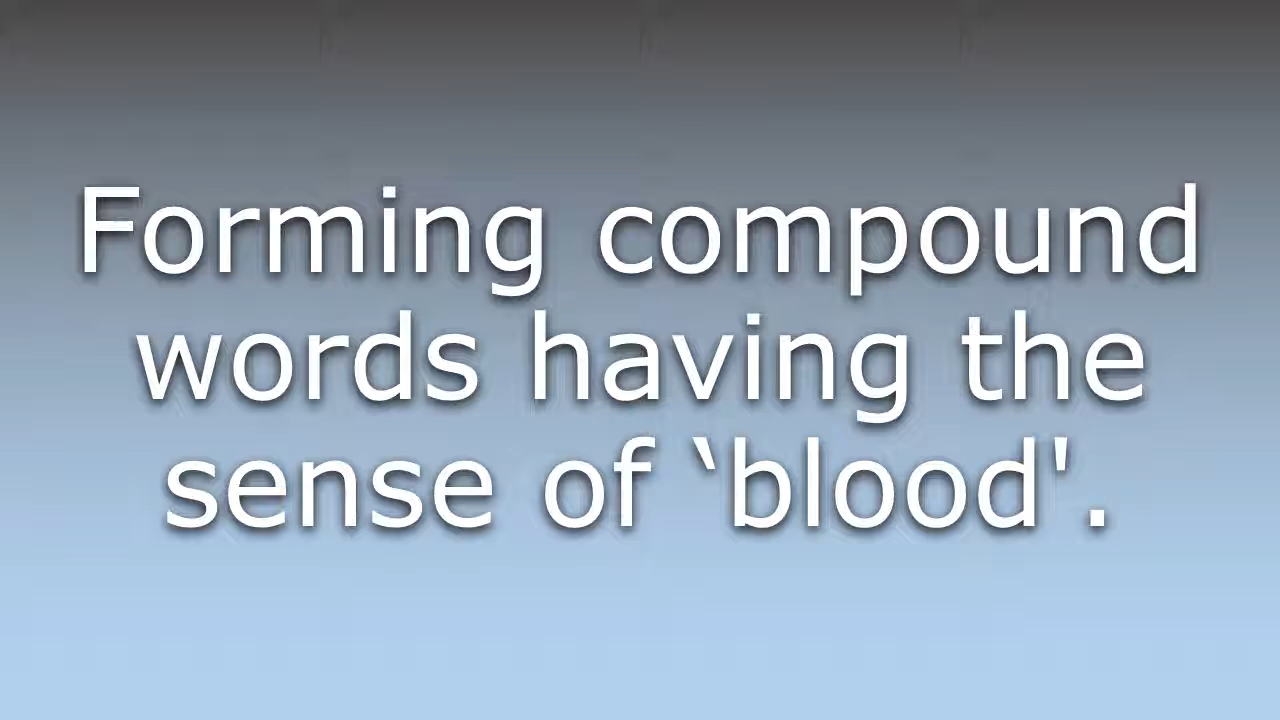 Forming compound
words having the
sense of ‘blood'.